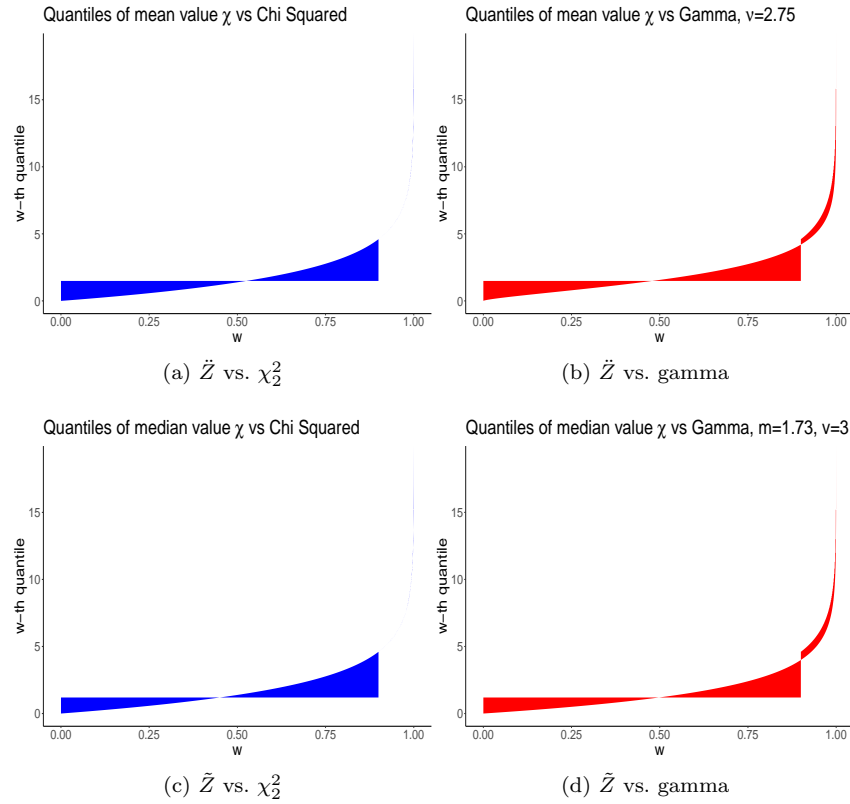 Quantiles of mean value χ vs Chi Squared
w−th quantile
15
10
5
0
0.00 0.25 0.50 0.75 1.00
w
(a) Z̈ vs. χ²₂
Quantiles of mean value χ vs Gamma, ν=2.75
w−th quantile
15
10
5
0
0.00 0.25 0.50 0.75 1.00
w
(b) Z̈ vs. gamma
Quantiles of median value χ vs Chi Squared
w−th quantile
15
10
5
0
0.00 0.25 0.50 0.75 1.00
w
(c) Z̃ vs. χ²₂
Quantiles of median value χ vs Gamma, m=1.73, ν=3
w−th quantile
15
10
5
0
0.00 0.25 0.50 0.75 1.00
w
(d) Z̃ vs. gamma